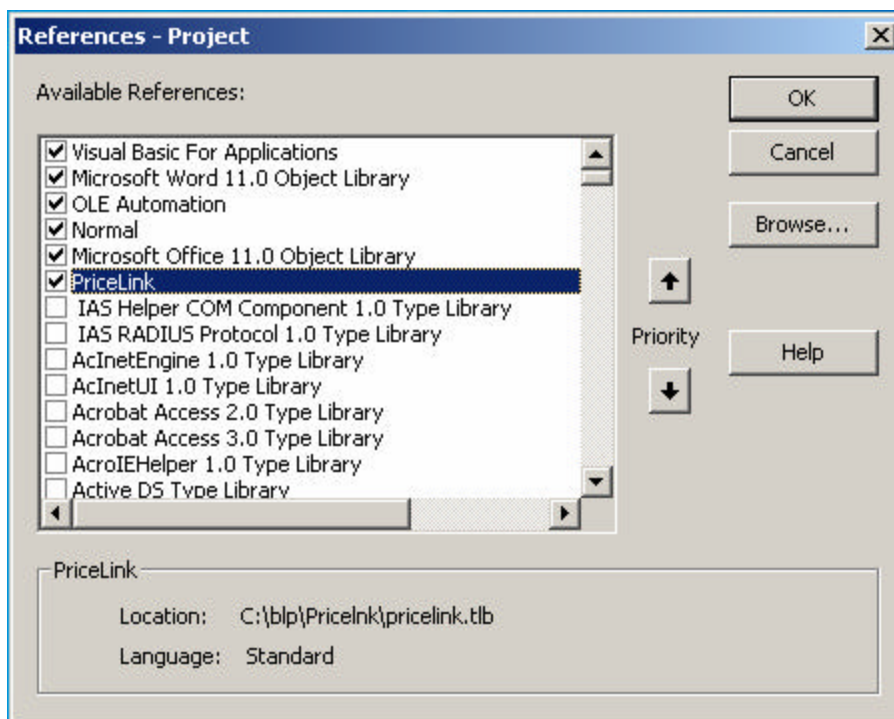 References - Project
Available References:
Visual Basic For Applications
Microsoft Word 11.0 Object Library
OLE Automation
Normal
Microsoft Office 11.0 Object Library
PriceLink
IAS Helper COM Component 1.0 Type Library
IAS RADIUS Protocol 1.0 Type Library
AcInetEngine 1.0 Type Library
AcInetUI 1.0 Type Library
Acrobat Access 2.0 Type Library
Acrobat Access 3.0 Type Library
AcroIEHelper 1.0 Type Library
Active DS Type Library
Priority
OK
Cancel
Browse...
Help
PriceLink
Location: C:\blp\Pricelnk\pricelink.tlb
Language: Standard